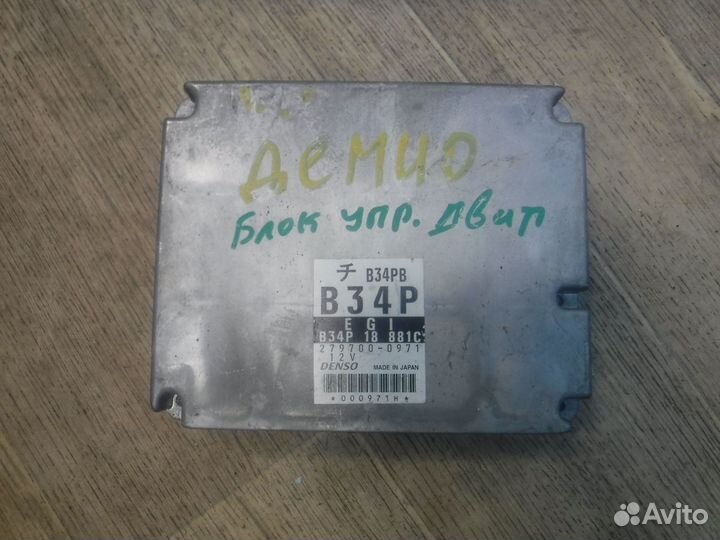 Демио
Блок упр. Двиг
チ B34PB
B34P
EGI
B34P 18 881C
279700-0971
12V
DENSO MADE IN JAPAN
*000971H*
Avito